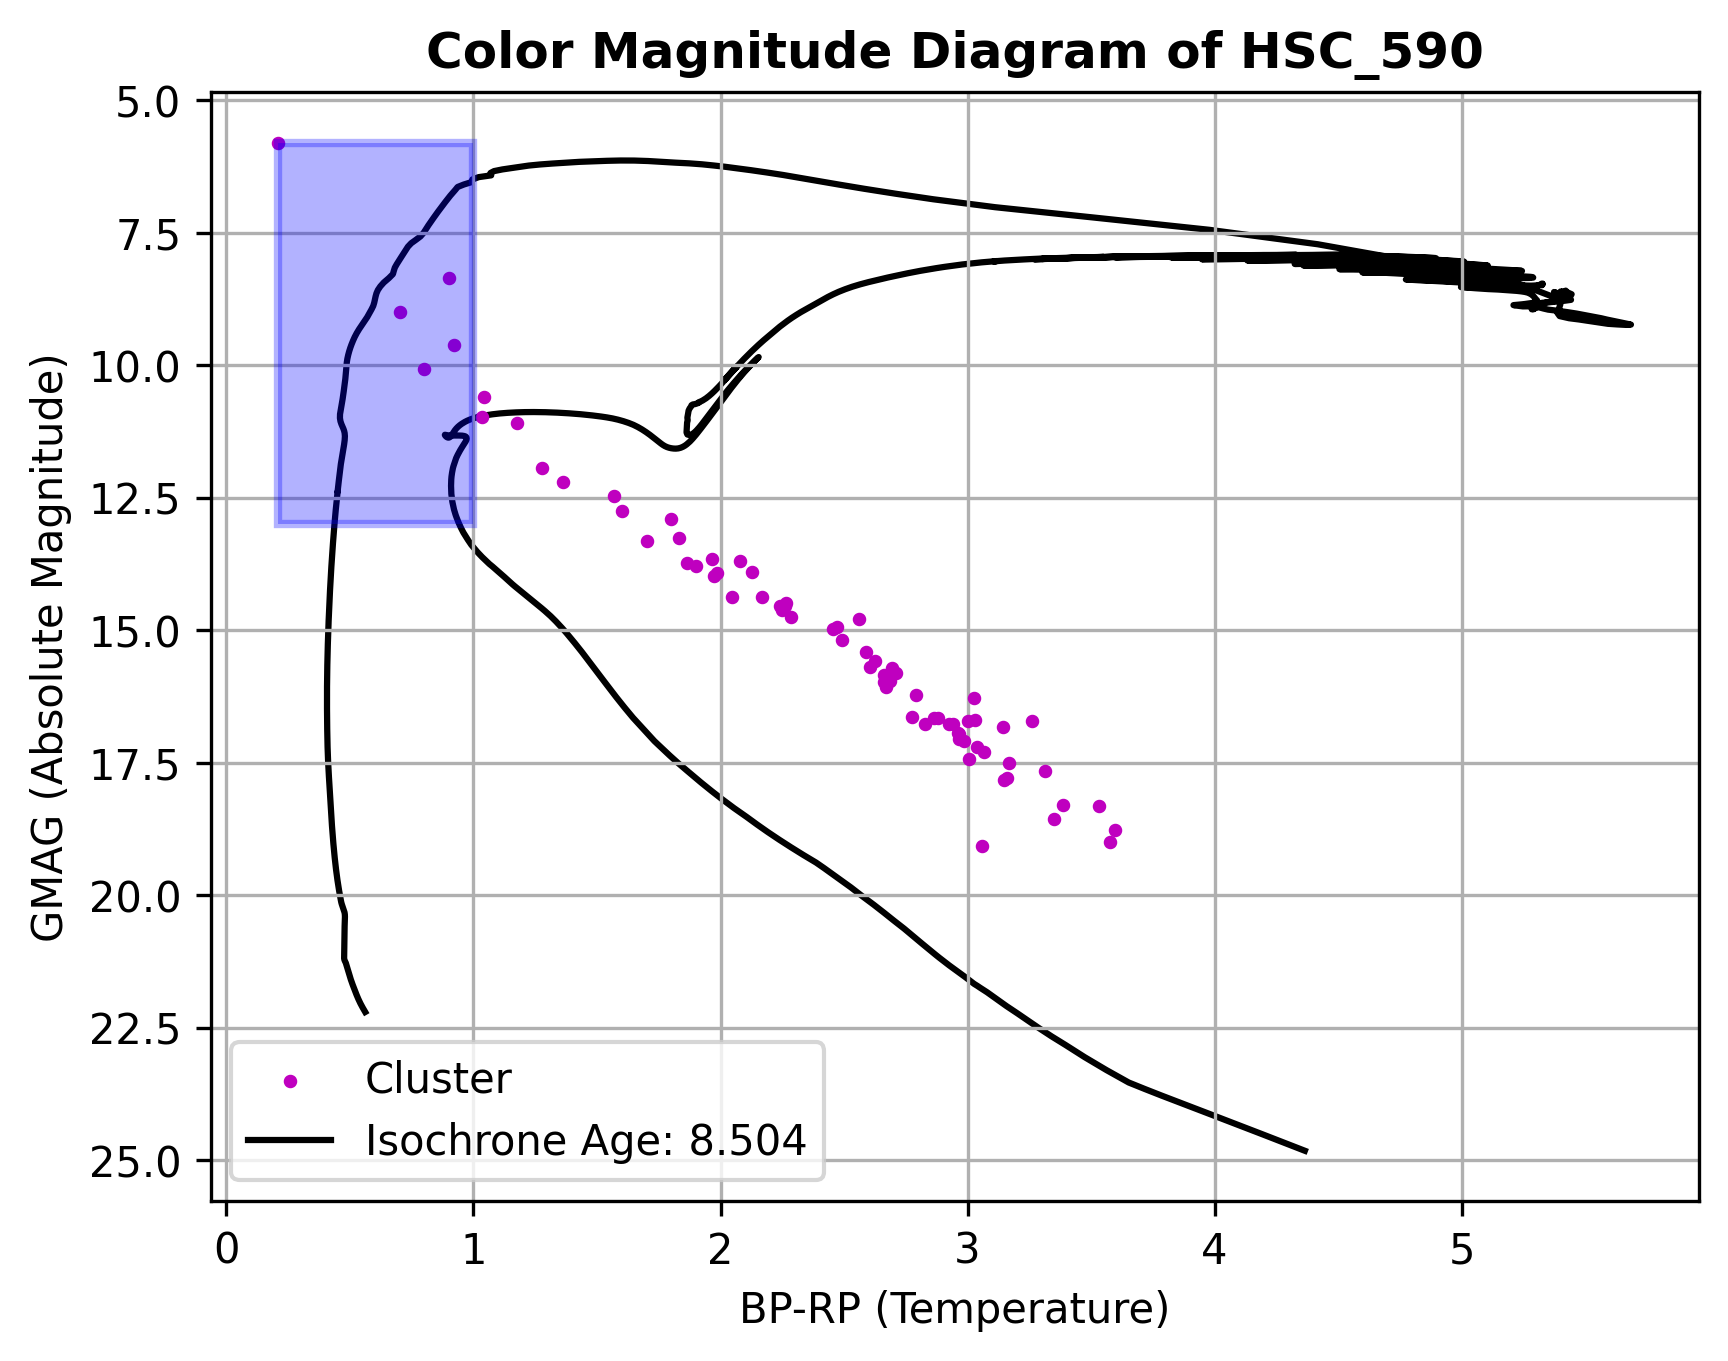 Color Magnitude Diagram of HSC_590
GMAG (Absolute Magnitude)
5.0
7.5
10.0
12.5
15.0
17.5
20.0
22.5
25.0
Cluster
Isochrone Age: 8.504
0 1 2 3 4 5
BP-RP (Temperature)